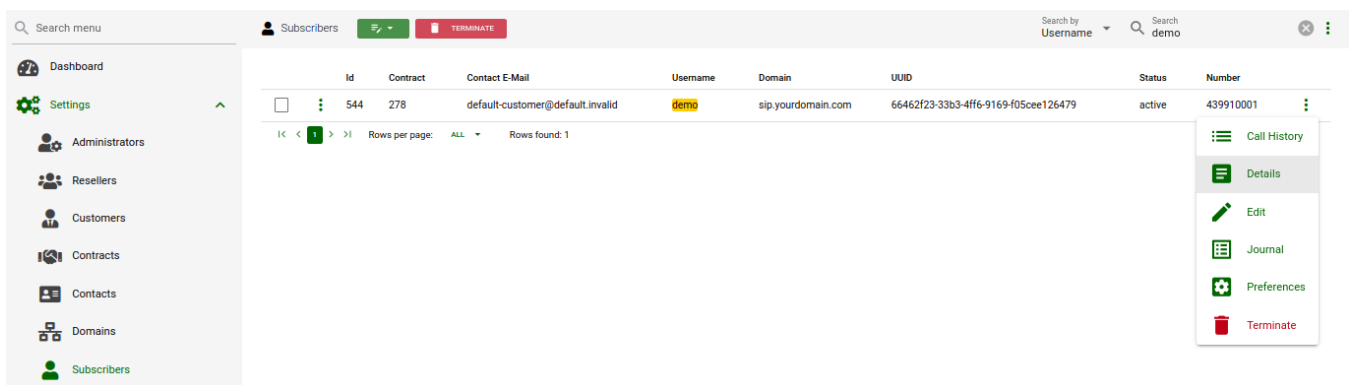 Search menu
Dashboard
Settings
Administrators
Resellers
Customers
Contracts
Contacts
Domains
Subscribers
Subscribers TERMINATE Search by Username Search demo
Id Contract Contact E-Mail Username Domain UUID Status Number
544 278 default-customer@default.invalid demo sip.yourdomain.com 66462f23-33b3-4ff6-9169-f05cee126479 active 439910001
1 Rows per page: ALL Rows found: 1
Call History
Details
Edit
Journal
Preferences
Terminate